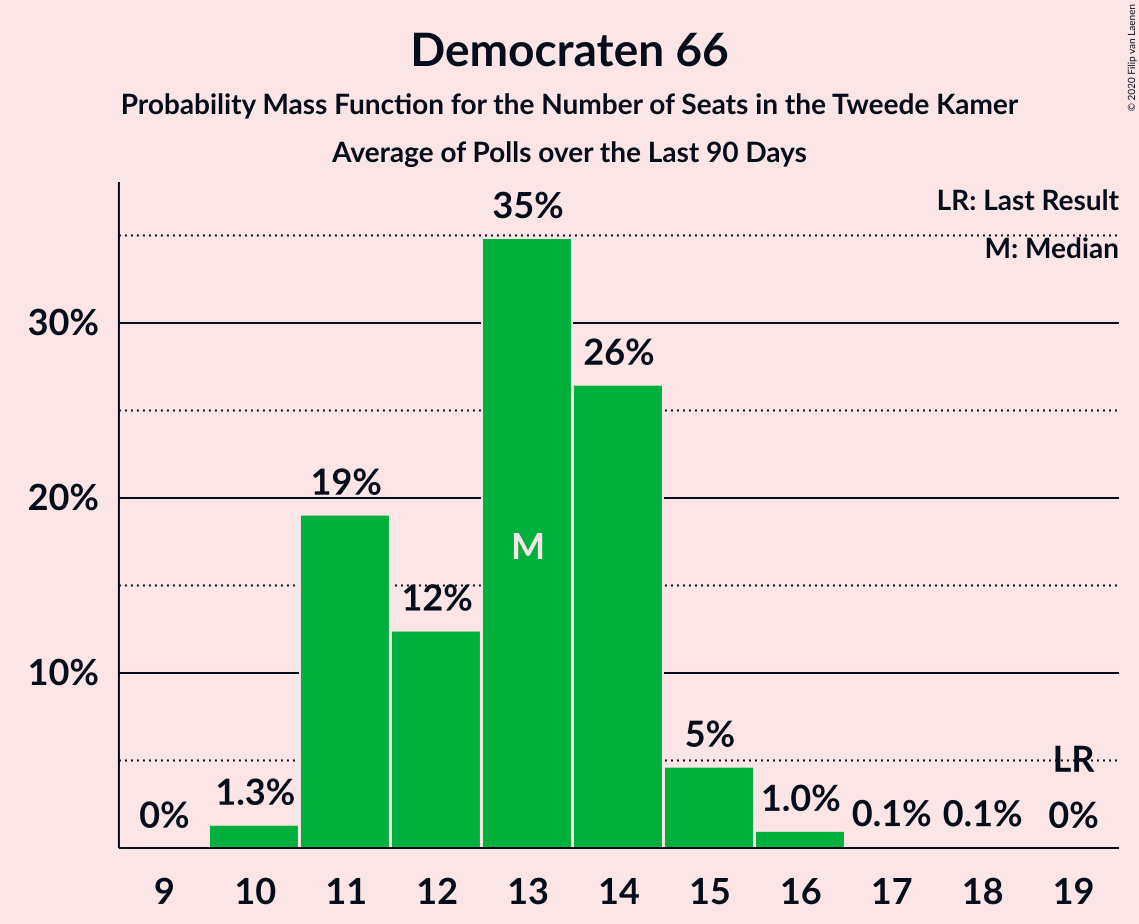 Democraten 66
Probability Mass Function for the Number of Seats in the Tweede Kamer
Average of Polls over the Last 90 Days
© 2020 Filip van Laenen
LR: Last Result
M: Median
35%
30%
26%
20%
19%
M
12%
10%
5%
LR
1.3%
1.0%
0%
0.1%
0.1%
0%
9 10 11 12 13 14 15 16 17 18 19